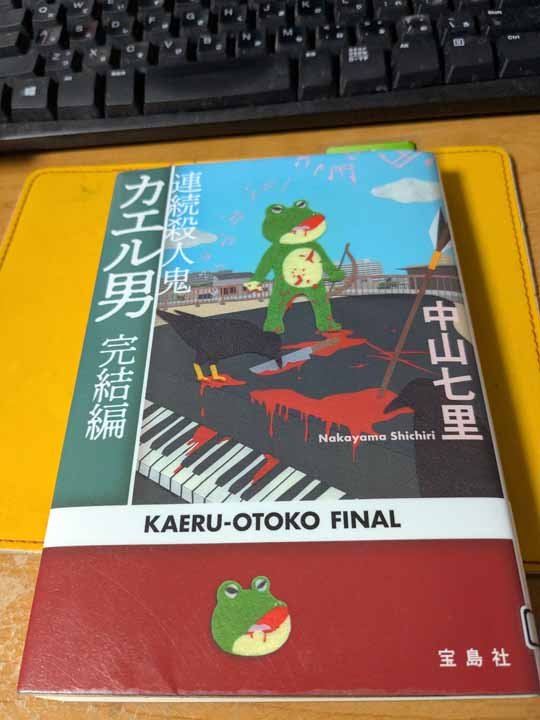 連続殺人鬼
カエル男
完結編
中山七里
Nakayama Shichiri
KAERU-OTOKO FINAL
宝島社